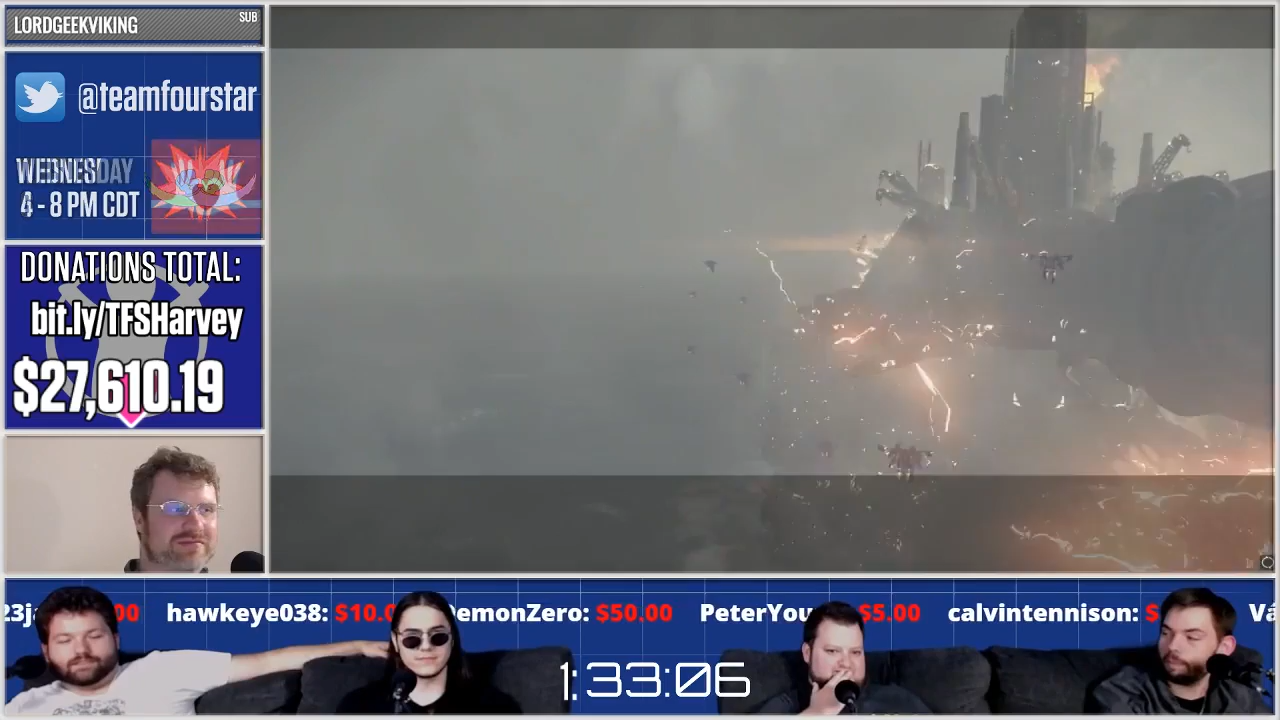 LORDGEEKVIKING
SUB
@teamfourstar
WEDNESDAY
4 - 8 PM CDT
DONATIONS TOTAL:
bit.ly/TFSHarvey
$27,610.19
hawkeye038: $10.0
emonZero: $50.00
PeterYou
$5.00
calvintennison: $
1:33:06